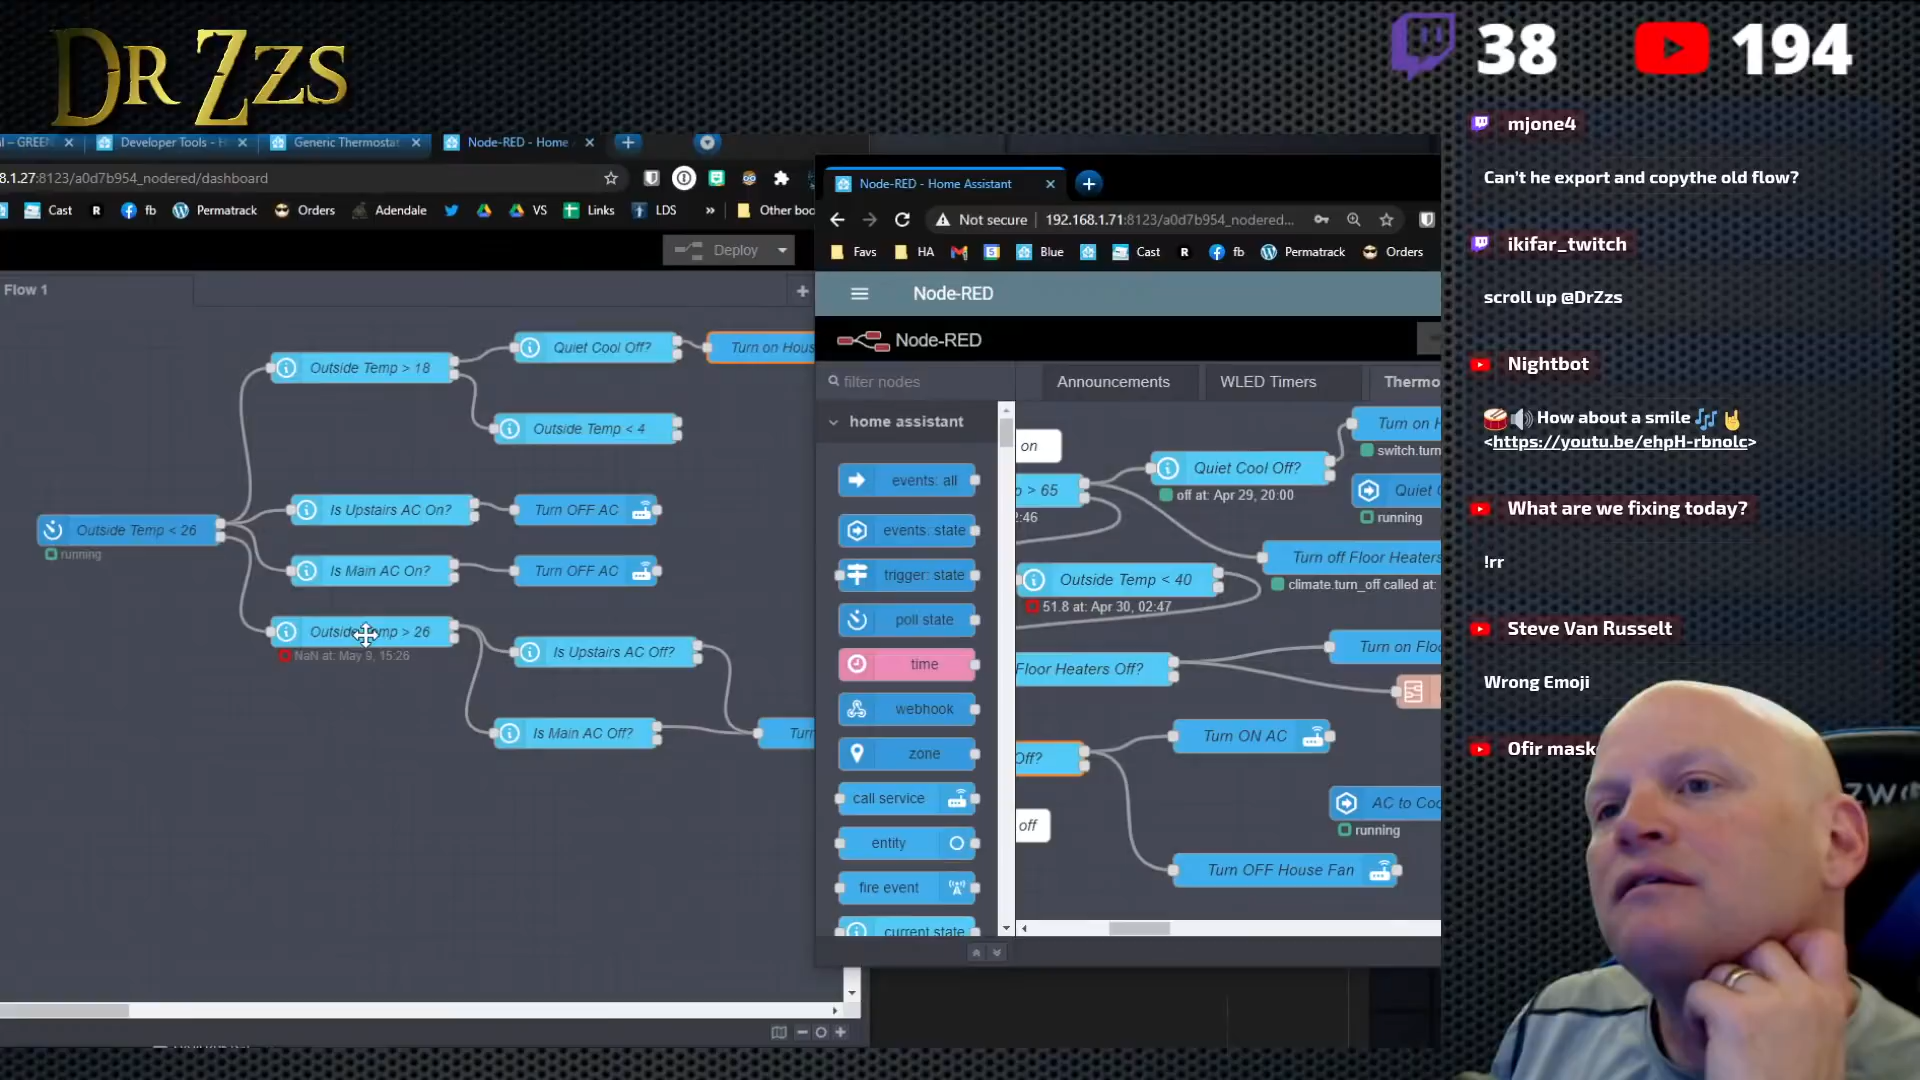 DR ZZS
38
194
mjone4
Can't he export and copythe old flow?
ikifar_twitch
scroll up @DrZzs
Nightbot
How about a smile
<https://youtu.be/ehpH-rbnolc>
What are we fixing today?
!rr
Steve Van Russelt
Wrong Emoji
Ofir mask
l – GREEN
Developer Tools - H
Generic Thermostat
Node-RED - Home A
8.1.27:8123/a0d7b954_nodered/dashboard
Cast
R
fb
Permatrack
Orders
Adendale
VS
Links
LDS
»
Other boo
Deploy
Flow 1
Outside Temp > 18
Quiet Cool Off?
Turn on Hous
Outside Temp < 4
Outside Temp < 26
running
Is Upstairs AC On?
Turn OFF AC
Is Main AC On?
Turn OFF AC
Outside Temp > 26
NaN at: May 9, 15:26
Is Upstairs AC Off?
Is Main AC Off?
Turn
Node-RED - Home Assistant
Not secure
192.168.1.71:8123/a0d7b954_nodered...
Favs
HA
Blue
Cast
R
fb
Permatrack
Orders
Node-RED
Node-RED
filter nodes
Announcements
WLED Timers
Thermo
home assistant
events: all
events: state
trigger: state
poll state
time
webhook
zone
call service
entity
fire event
current state
on
p > 65
2:46
Quiet Cool Off?
off at: Apr 29, 20:00
Turn on H
switch.turn
Quiet C
running
Turn off Floor Heaters
climate.turn_off called at:
Outside Temp < 40
51.8 at: Apr 30, 02:47
Floor Heaters Off?
Turn on Floo
Off?
Turn ON AC
off
AC to Coo
running
Turn OFF House Fan
ZW